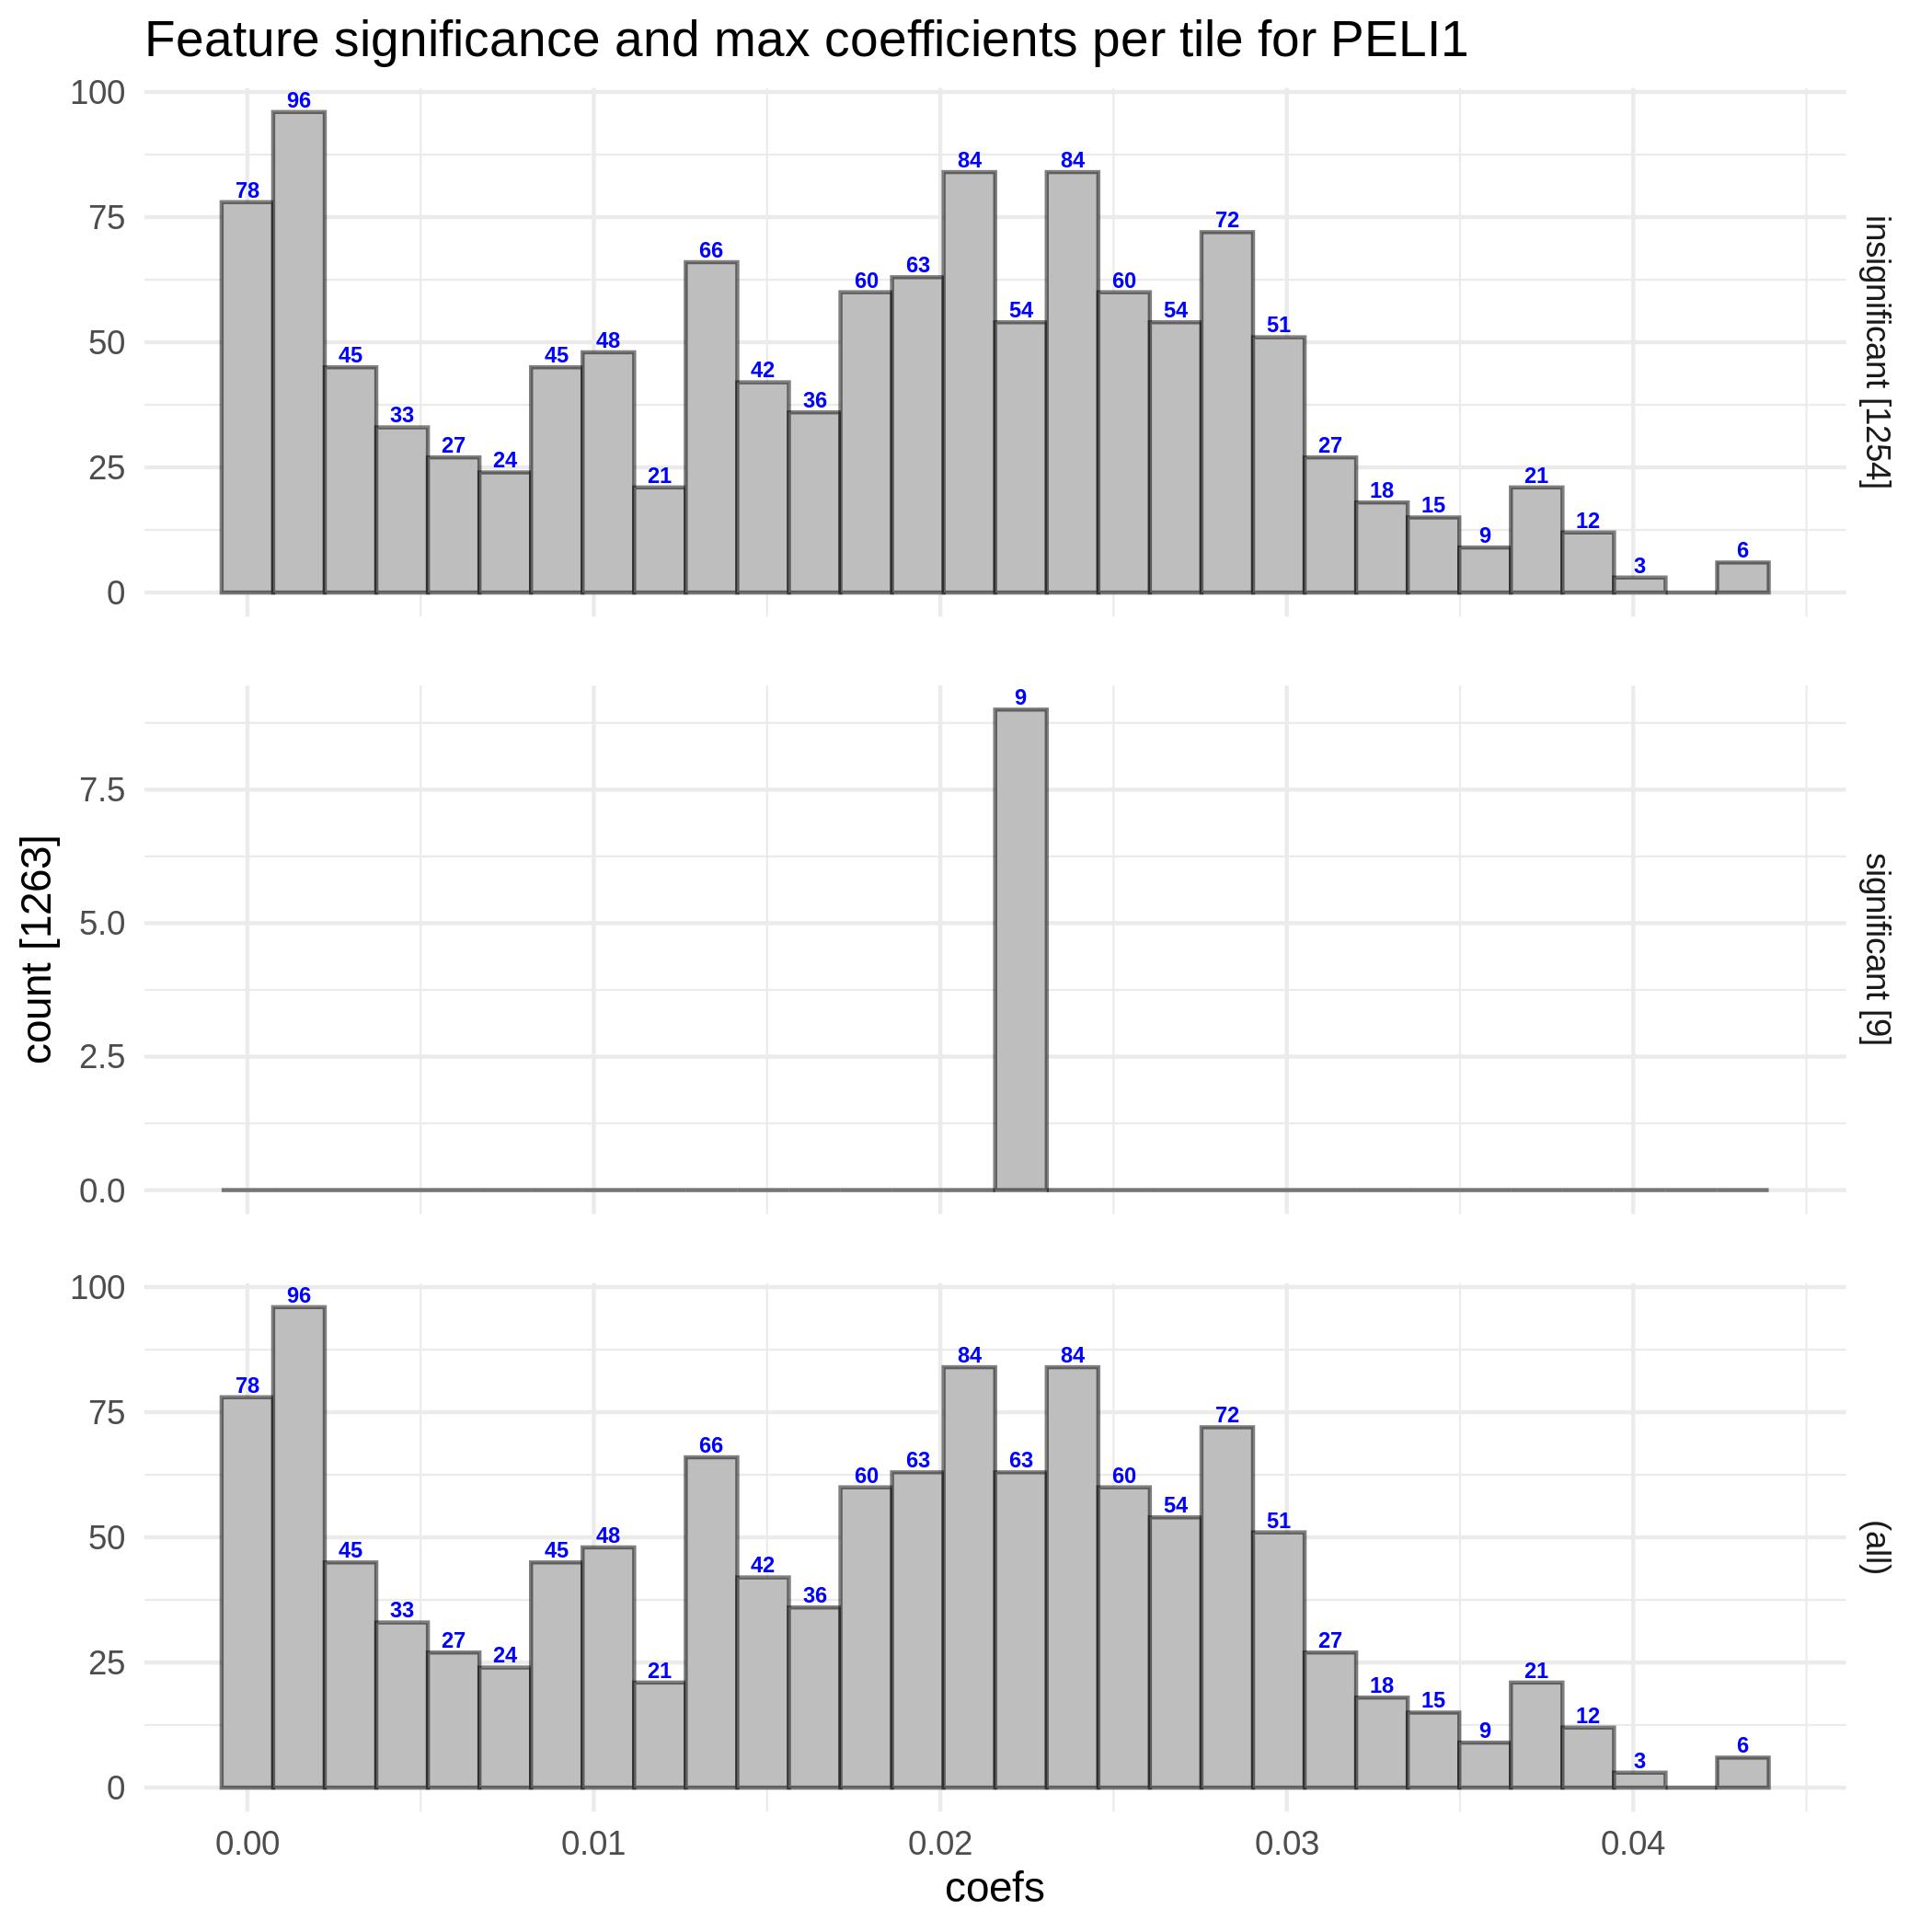 Feature significance and max coefficients per tile for PELI1
100
75
50
25
0
78 96 45 33 27 24 45 48 21 66 42 36 60 63 84 54 84 60 54 72 51 27 18 15 9 21 12 3 6
insignificant [1254]
count [1263]
7.5
5.0
2.5
0.0
9
significant [9]
100
75
50
25
0
78 96 45 33 27 24 45 48 21 66 42 36 60 63 84 63 84 60 54 72 51 27 18 15 9 21 12 3 6
(all)
0.00 0.01 0.02 0.03 0.04
coefs